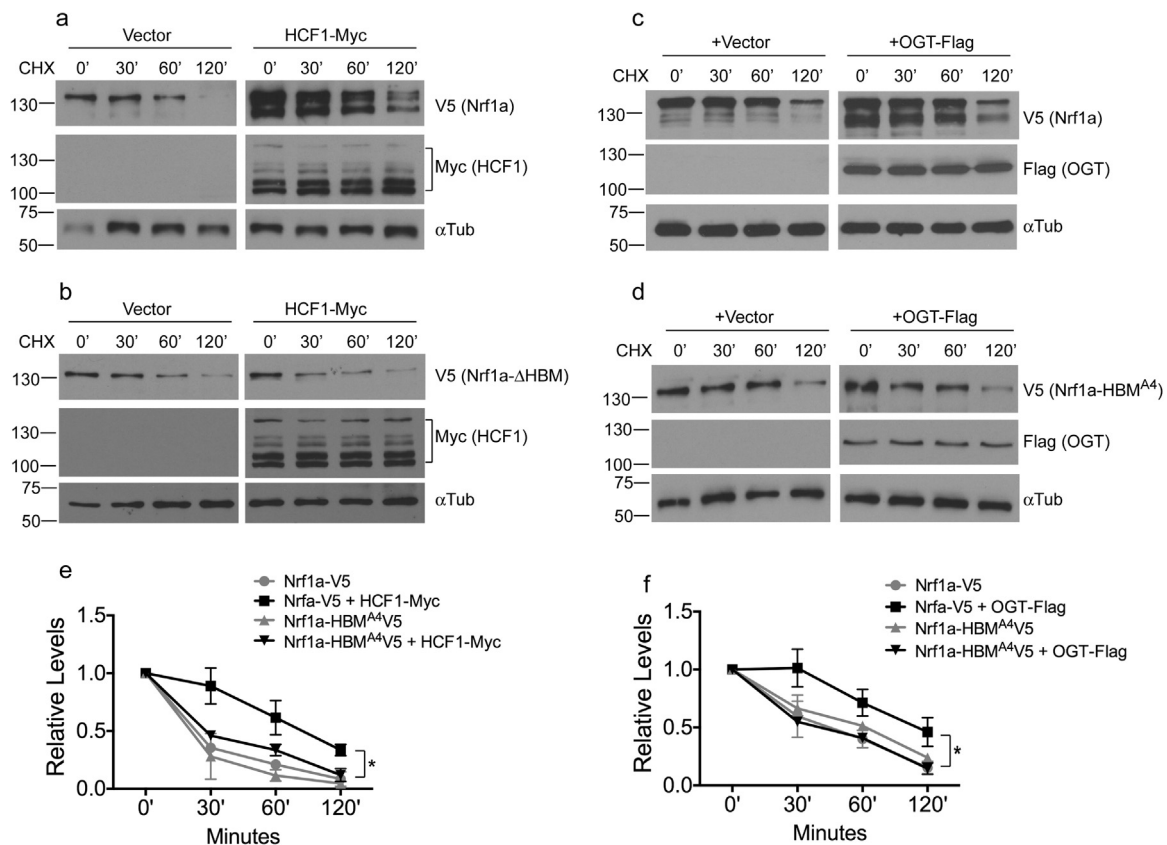 a
Vector HCF1-Myc
CHX 0' 30' 60' 120' 0' 30' 60' 120'
130 V5 (Nrf1a)
130
100 Myc (HCF1)
75
50 αTub
b
Vector HCF1-Myc
CHX 0' 30' 60' 120' 0' 30' 60' 120'
130 V5 (Nrf1a-ΔHBM)
130
100 Myc (HCF1)
75
50 αTub
c
+Vector +OGT-Flag
CHX 0' 30' 60' 120' 0' 30' 60' 120'
130 V5 (Nrf1a)
130
100 Flag (OGT)
75
50 αTub
d
+Vector +OGT-Flag
CHX 0' 30' 60' 120' 0' 30' 60' 120'
130 V5 (Nrf1a-HBM^A4)
130
100 Flag (OGT)
75
50 αTub
e
Nrf1a-V5
Nrfa-V5 + HCF1-Myc
Nrf1a-HBM^A4V5
Nrf1a-HBM^A4V5 + HCF1-Myc
Relative Levels
1.5
1.0
0.5
0.0
*
0' 30' 60' 120'
Minutes
f
Nrf1a-V5
Nrfa-V5 + OGT-Flag
Nrf1a-HBM^A4V5
Nrf1a-HBM^A4V5 + OGT-Flag
Relative Levels
1.5
1.0
0.5
0.0
*
0' 30' 60' 120'
Minutes